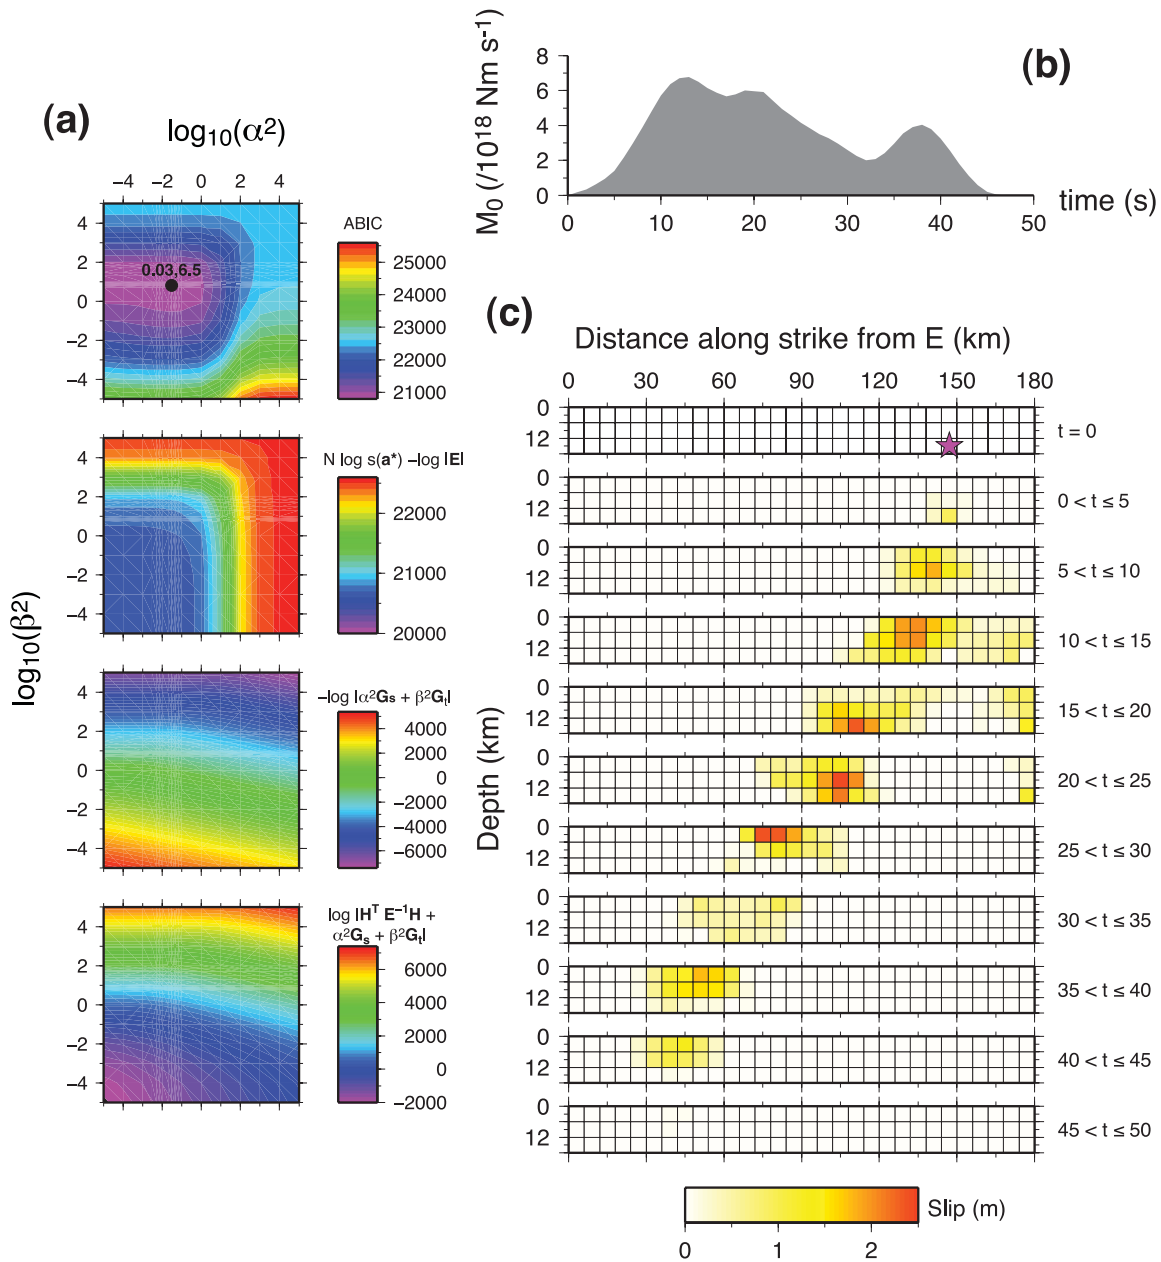 (a)
log10(α2)
−4 −2 0 2 4
4
2
0
−2
−4
0.03,6.5
ABIC
25000
24000
23000
22000
21000
4
2
0
−2
−4
N log s(a*) −log |E|
22000
21000
20000
log10(β2)
4
2
0
−2
−4
−log |α2Gs + β2Gt|
4000
2000
0
−2000
−4000
−6000
4
2
0
−2
−4
log |HT E−1H +
α2Gs + β2Gt|
6000
4000
2000
0
−2000
(b)
M0 (/1018 Nm s-1)
8
6
4
2
0
0 10 20 30 40 50
time (s)
(c)
Distance along strike from E (km)
0 30 60 90 120 150 180
Depth (km)
0
12
t = 0
0
12
0 < t ≤ 5
0
12
5 < t ≤ 10
0
12
10 < t ≤ 15
0
12
15 < t ≤ 20
0
12
20 < t ≤ 25
0
12
25 < t ≤ 30
0
12
30 < t ≤ 35
0
12
35 < t ≤ 40
0
12
40 < t ≤ 45
0
12
45 < t ≤ 50
0 30 60 90 120 150 180
Slip (m)
0 1 2